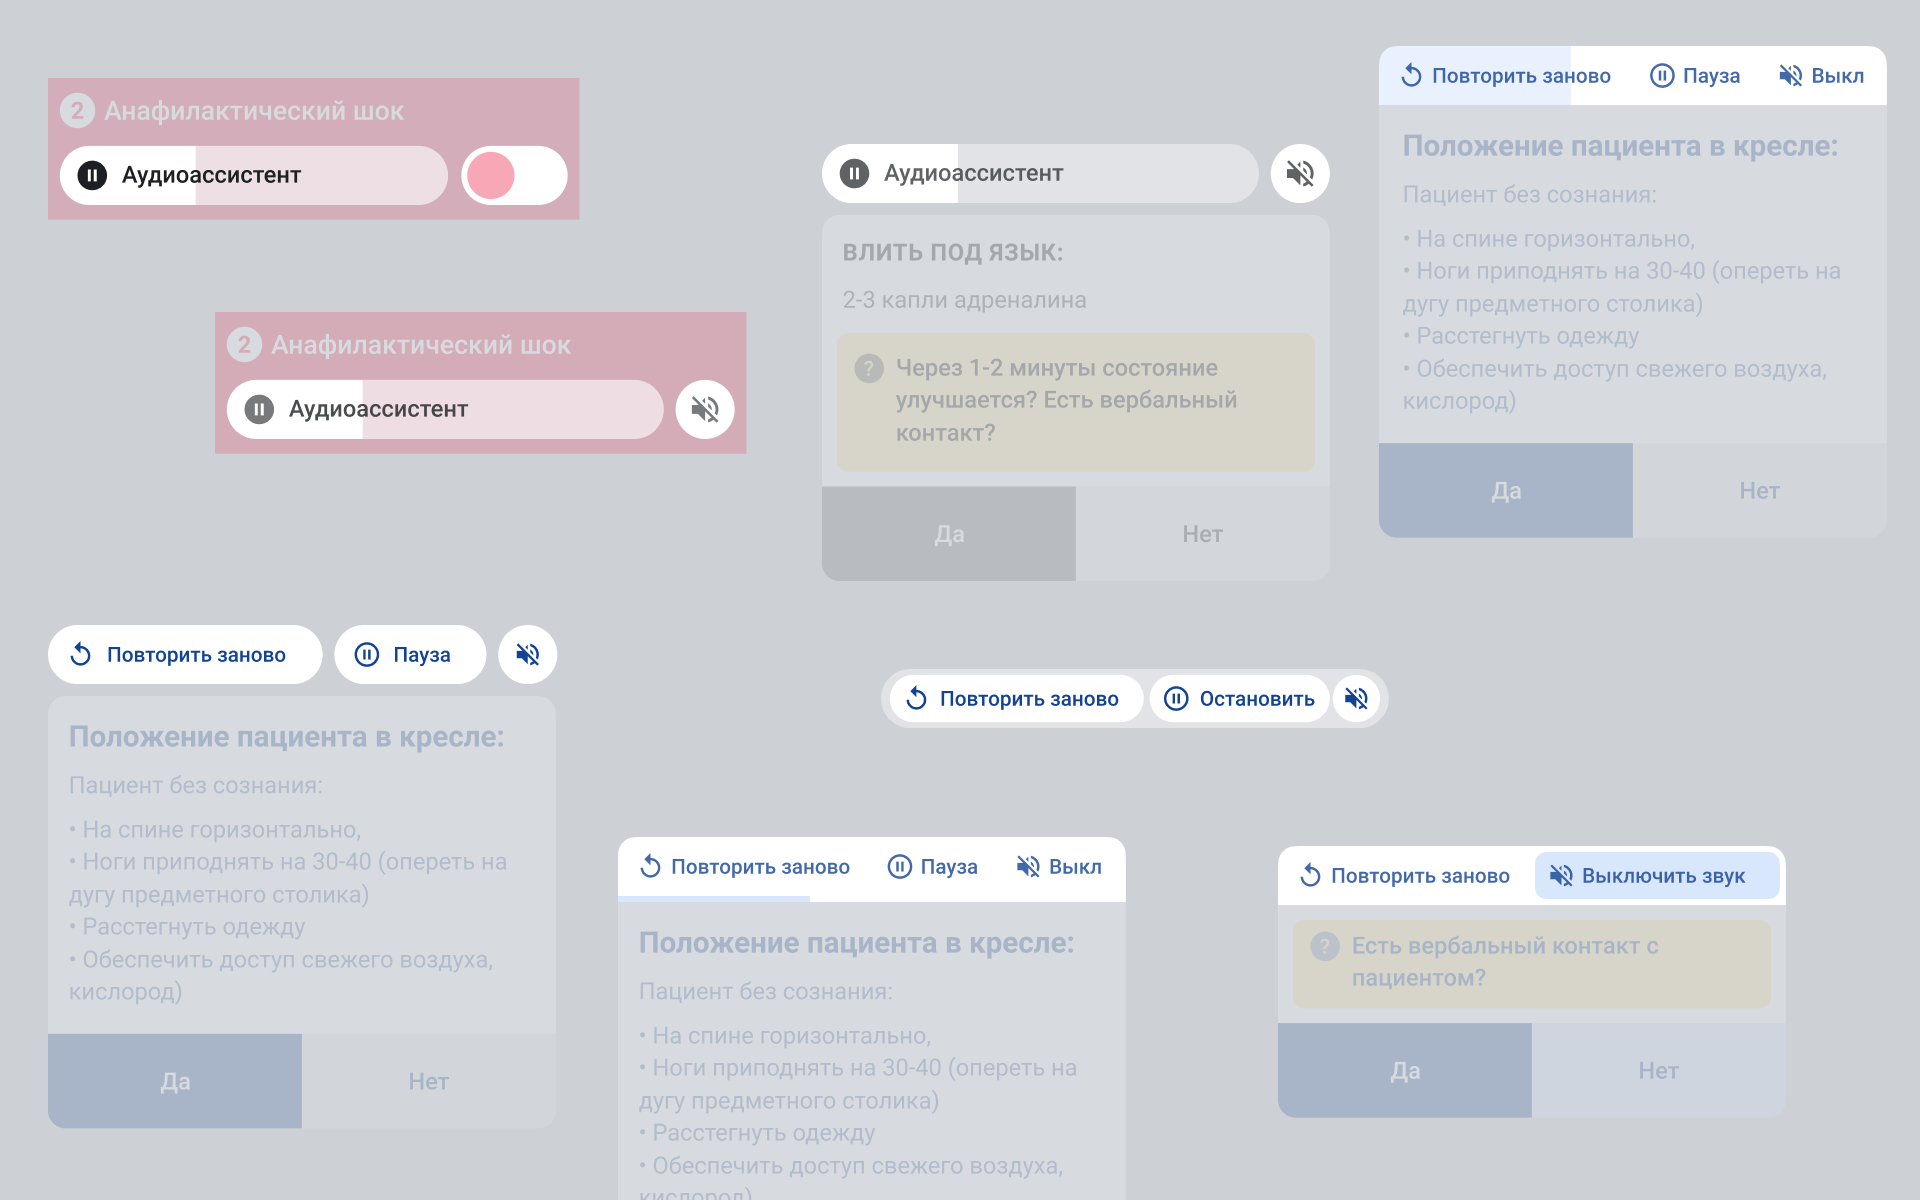 2 Анафилактический шок
Аудиоассистент
2 Анафилактический шок
Аудиоассистент
Аудиоассистент
ВЛИТЬ ПОД ЯЗЫК:
2-3 капли адреналина
? Через 1-2 минуты состояние
улучшается? Есть вербальный
контакт?
Да Нет
Повторить заново Пауза Выкл
Положение пациента в кресле:
Пациент без сознания:
• На спине горизонтально,
• Ноги приподнять на 30-40 (опереть на
дугу предметного столика)
• Расстегнуть одежду
• Обеспечить доступ свежего воздуха,
кислород)
Да Нет
Повторить заново Пауза
Положение пациента в кресле:
Пациент без сознания:
• На спине горизонтально,
• Ноги приподнять на 30-40 (опереть на
дугу предметного столика)
• Расстегнуть одежду
• Обеспечить доступ свежего воздуха,
кислород)
Да Нет
Повторить заново Остановить
Повторить заново Пауза Выкл
Положение пациента в кресле:
Пациент без сознания:
• На спине горизонтально,
• Ноги приподнять на 30-40 (опереть на
дугу предметного столика)
• Расстегнуть одежду
• Обеспечить доступ свежего воздуха,
кислород)
Повторить заново Выключить звук
? Есть вербальный контакт с
пациентом?
Да Нет